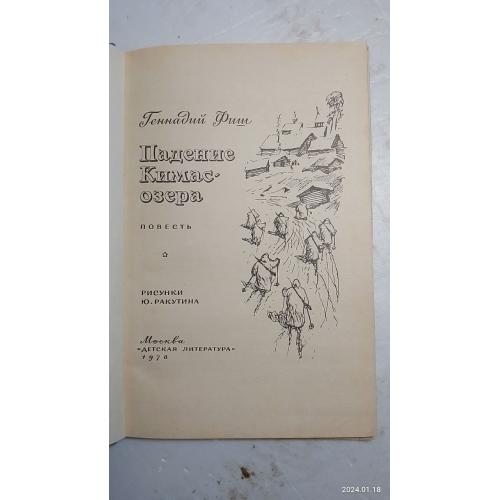 Геннадий Фиш
Падение
Кимас-
озера
ПОВЕСТЬ
РИСУНКИ
Ю. РАКУТИНА
Москва
«ДЕТСКАЯ ЛИТЕРАТУРА»
1970
2024.01.18